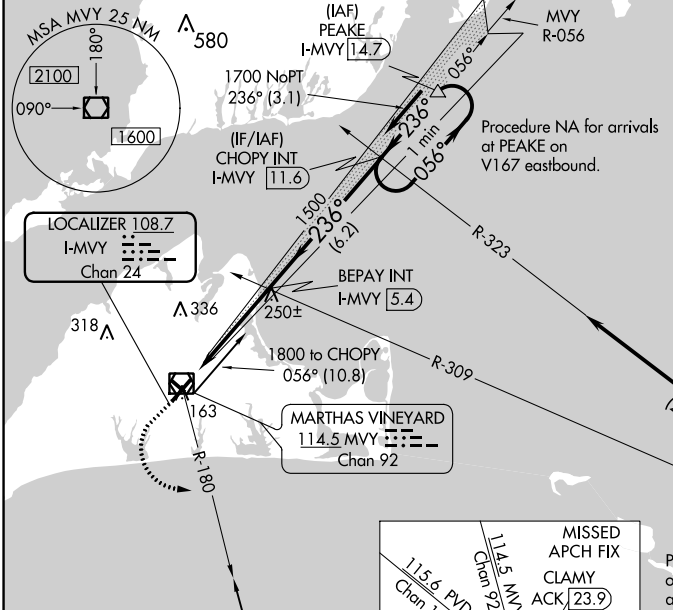 MSA MVY 25 NM
180°
2100
090°
1600
580
(IAF)
PEAKE
I-MVY 14.7
MVY
R-056
056°
1700 NoPT
236° (3.1)
236°
1 min
056°
Procedure NA for arrivals
at PEAKE on
V167 eastbound.
(IF/IAF)
CHOPY INT
I-MVY 11.6
1500
236°
(6.2)
R-323
LOCALIZER 108.7
I-MVY
Chan 24
BEPAY INT
I-MVY 5.4
336
250±
318
1800 to CHOPY
056° (10.8)
R-309
163
MARTHAS VINEYARD
114.5 MVY
Chan 92
R-180
MISSED
APCH FIX
CLAMY
ACK 23.9
114.5 MV
Chan 92
115.6 PVD
Chan 1